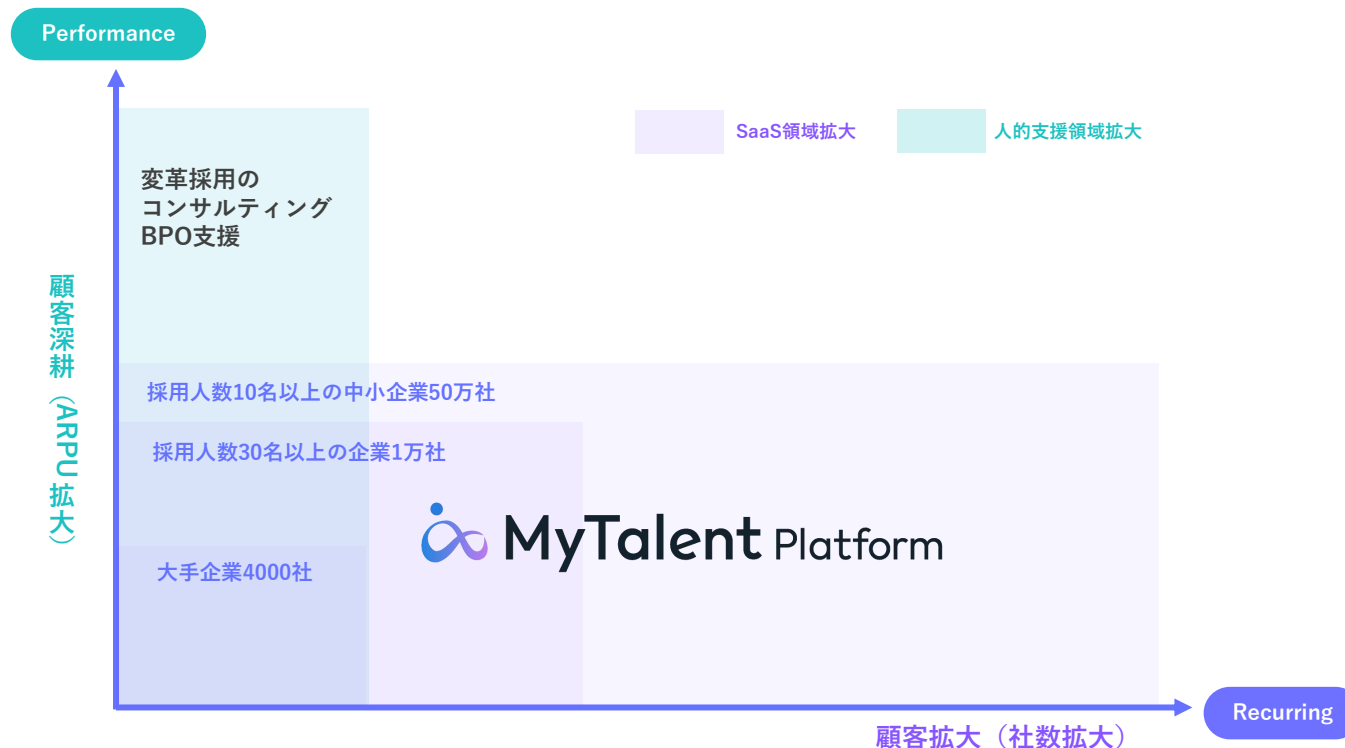 Performance
SaaS領域拡大
人的支援領域拡大
変革採用の
コンサルティング
BPO支援
顧客深耕（ARPU拡大）
採用人数10名以上の中小企業50万社
採用人数30名以上の企業1万社
MyTalent Platform
大手企業4000社
Recurring
顧客拡大（社数拡大）